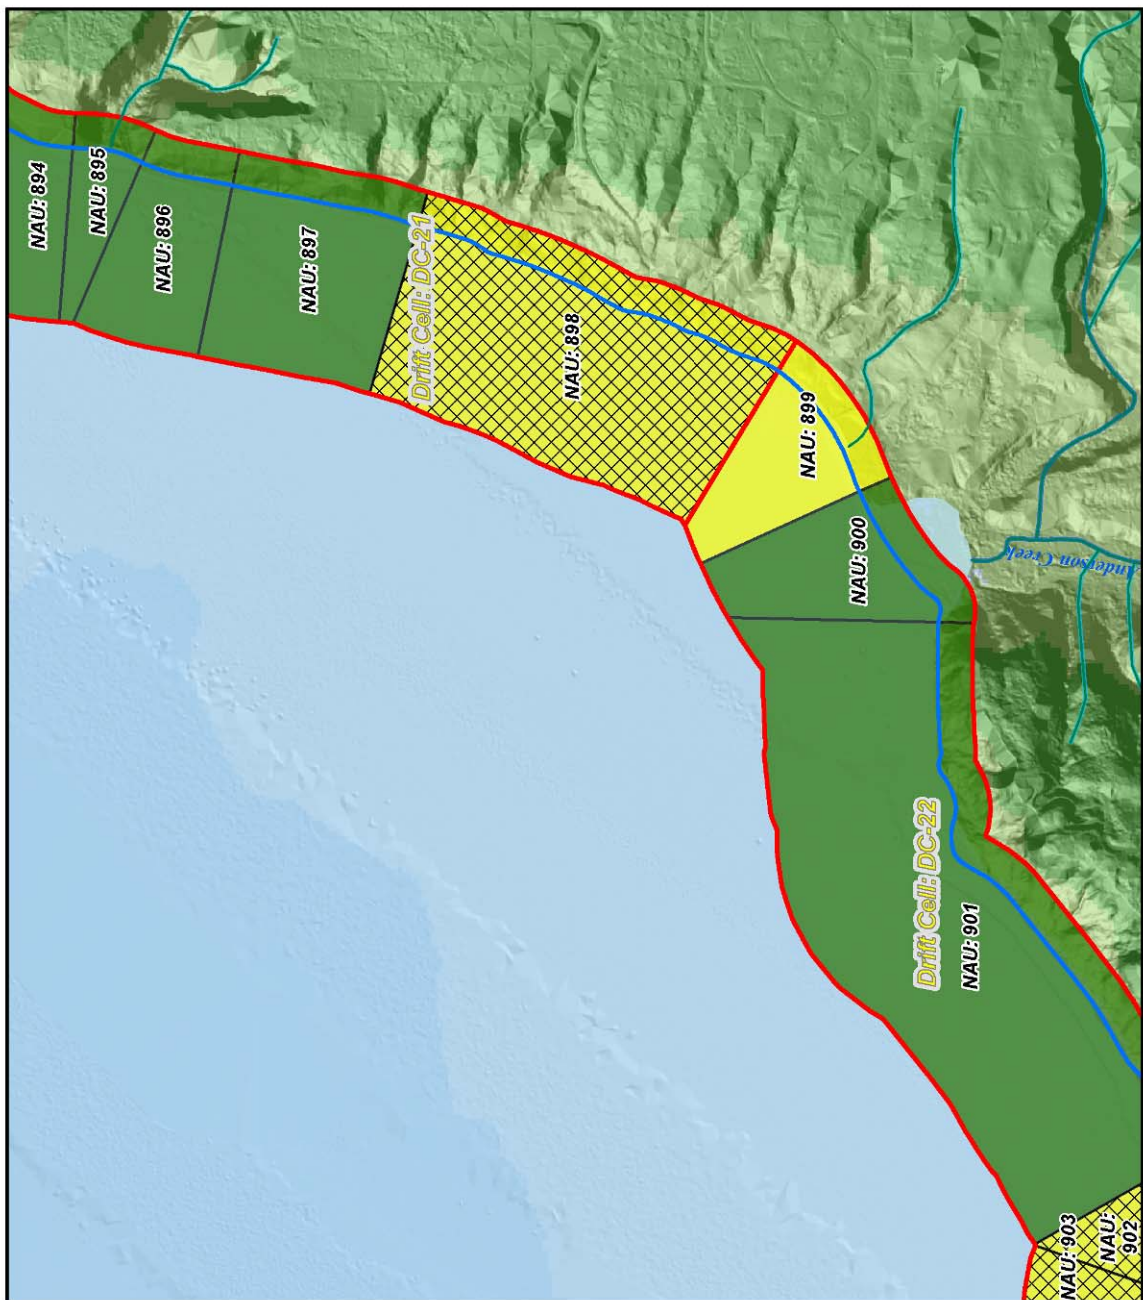 NAU: 894
NAU: 895
NAU: 896
NAU: 897
Drift Cell: DC-21
NAU: 898
NAU: 899
NAU: 900
Anderson Creek
Drift Cell: DC-22
NAU: 901
NAU: 903
NAU:
902